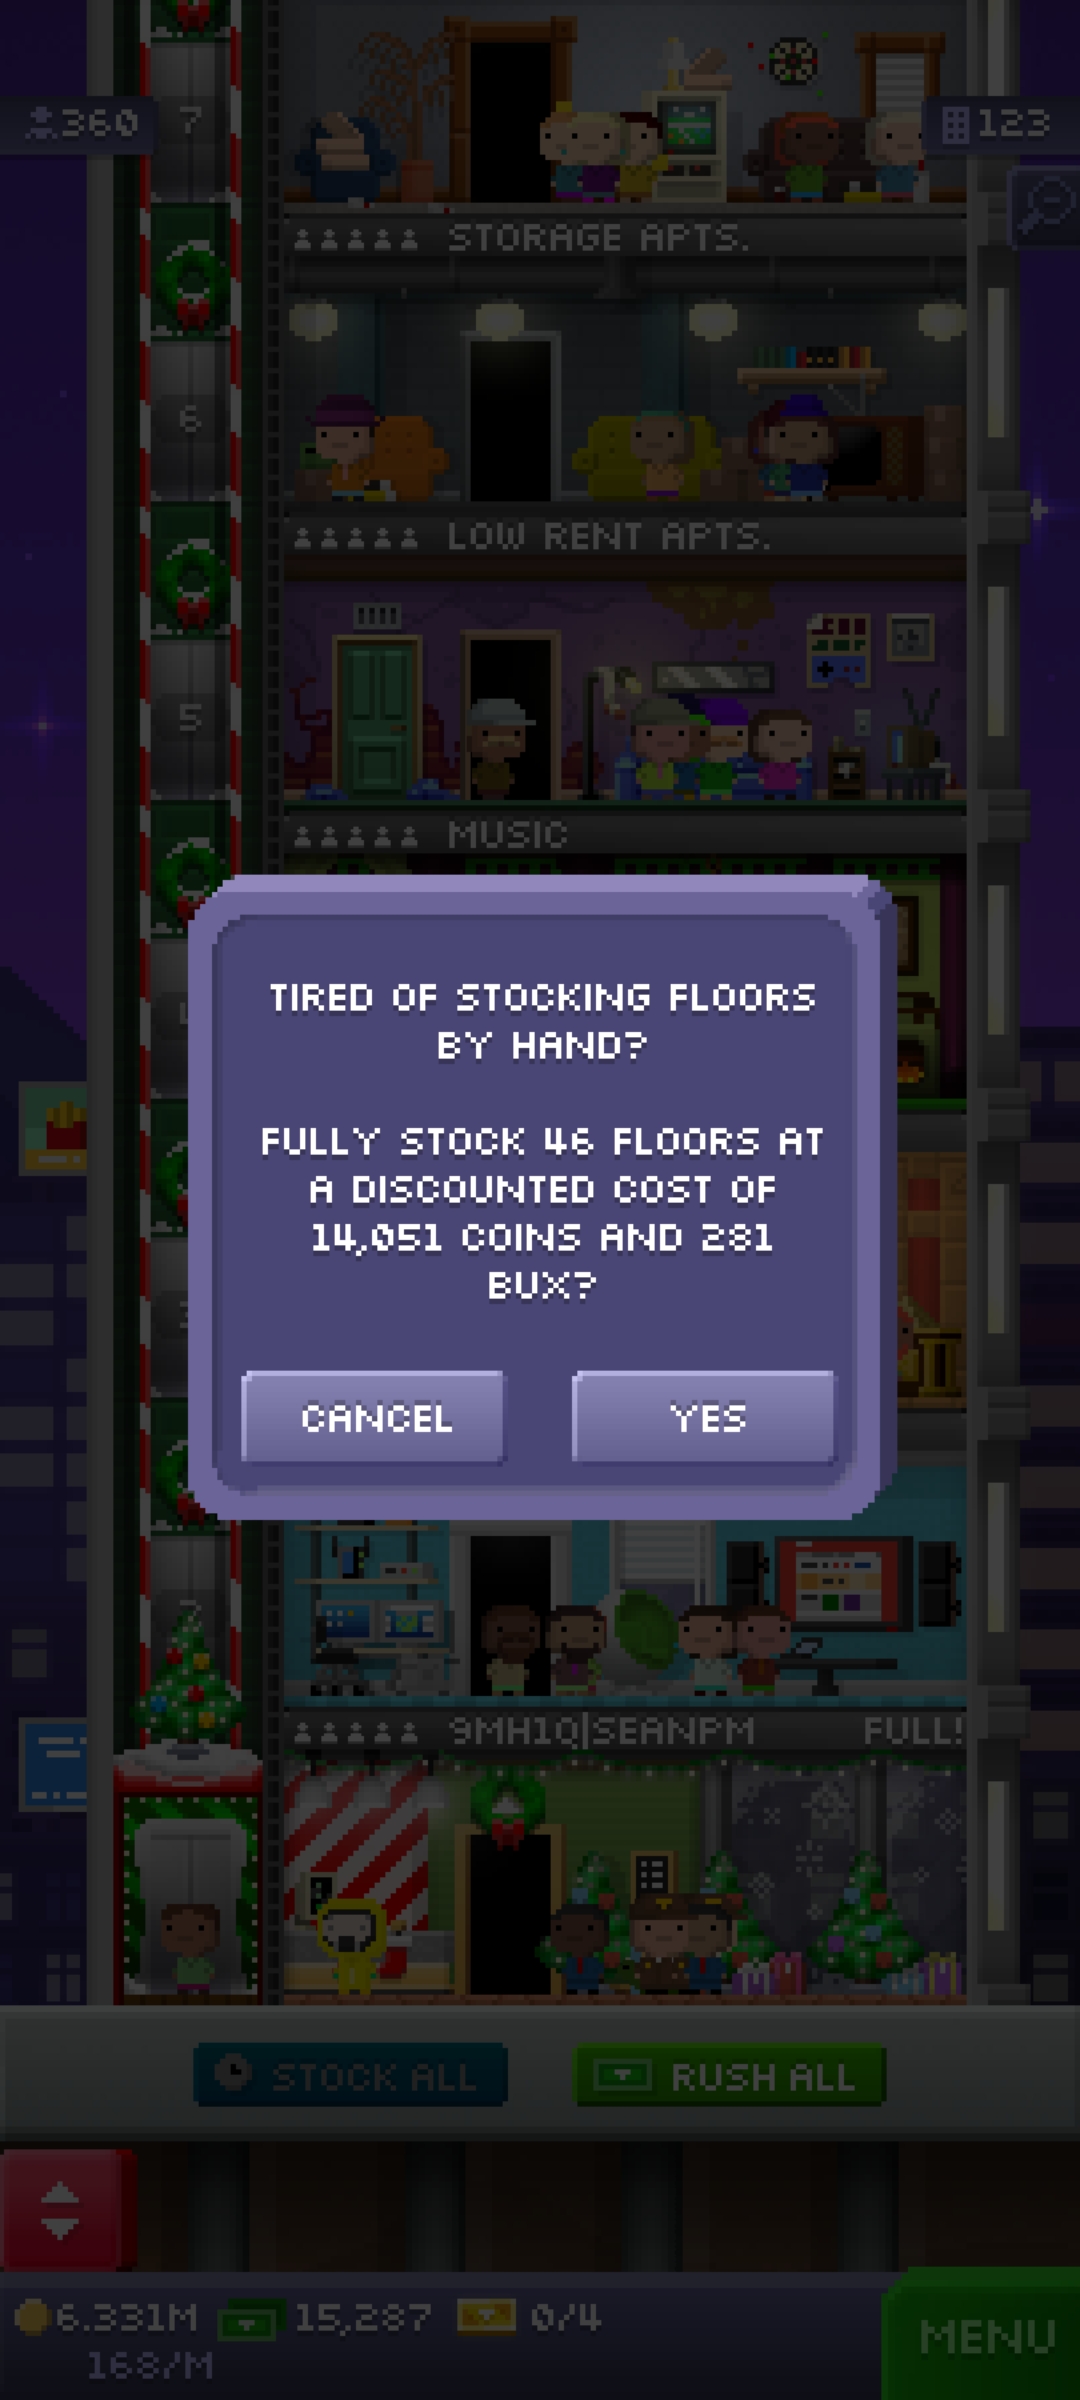 7
360
123
STORAGE APTS.
6
LOW RENT APTS.
5
MUSIC
TIRED OF STOCKING FLOORS
BY HAND?
FULLY STOCK 46 FLOORS AT
A DISCOUNTED COST OF
14,051 COINS AND 281
BUX?
CANCEL
YES
9MH1Q|SEANPM FULL!
STOCK ALL
RUSH ALL
6.331M 15,287 0/4
168/M
MENU